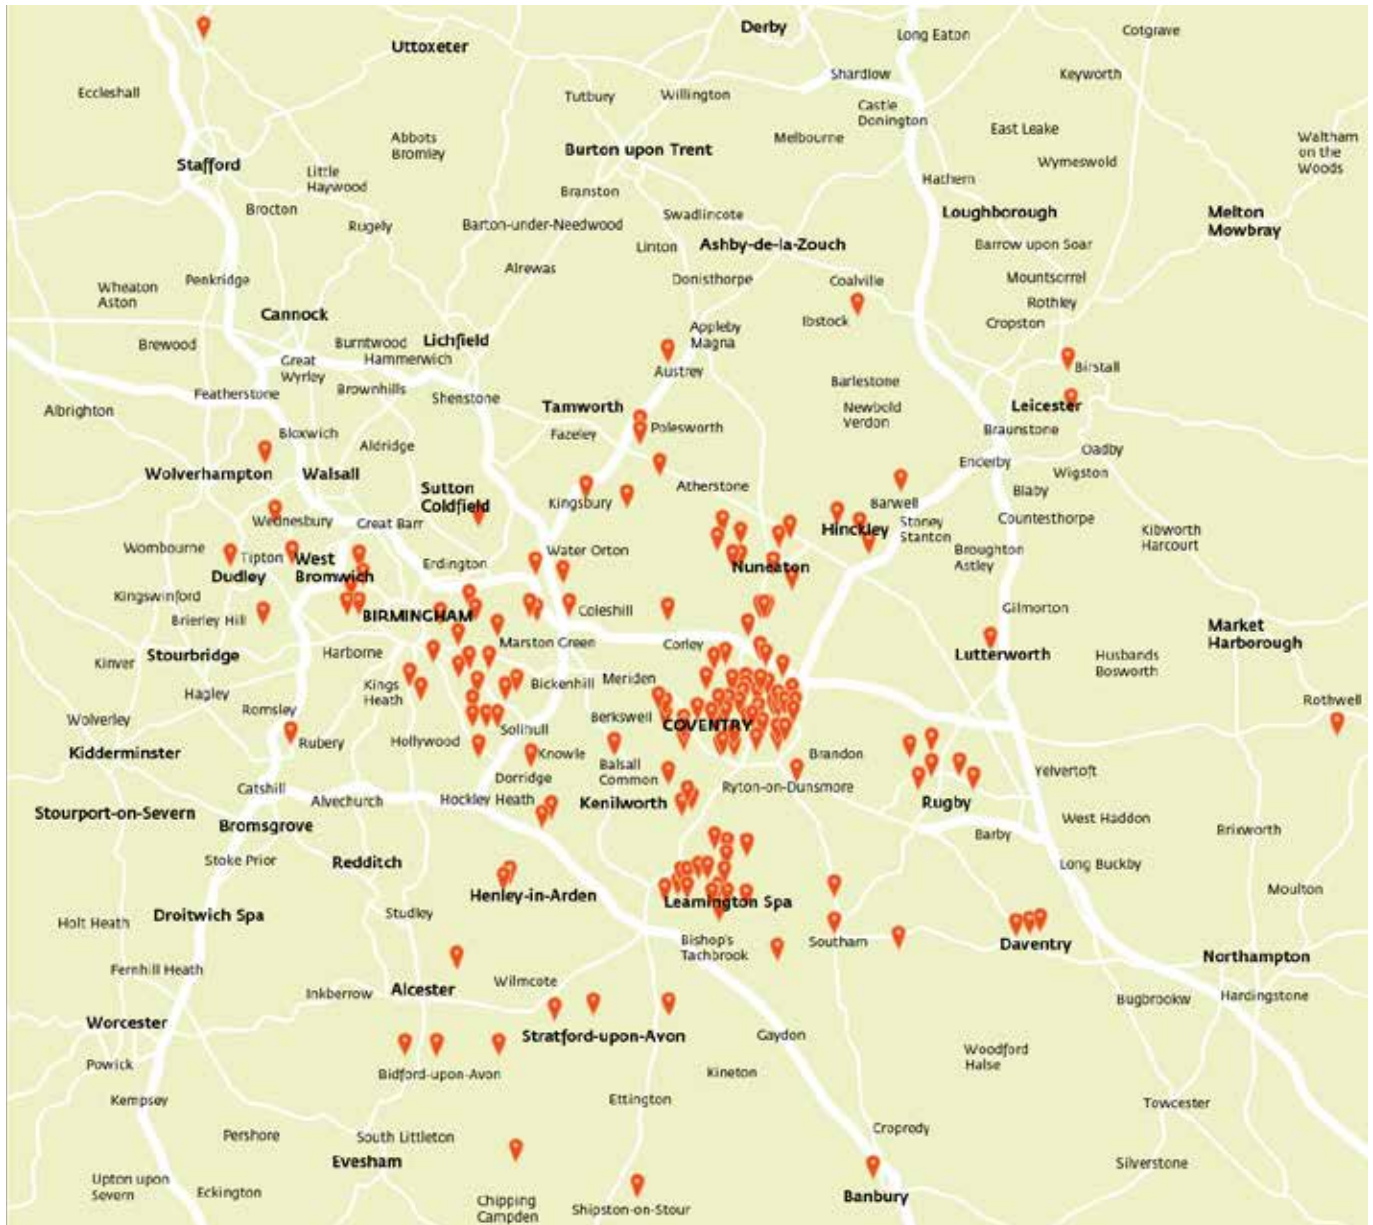 Derby
Cotgrave
Long Eaton
Uttoxeter
Shardlow
Keyworth
Eccleshall
Tutbury
Willington
Castle
Donington
East Leake
Abbots
Bromley
Melbourne
Waltham
on the
Woods
Burton upon Trent
Stafford
Wymeswold
Little
Haywood
Hathern
Branston
Brocton
Swadlincote
Loughborough
Melton
Mowbray
Rugely
Barton-under-Needwood
Linton
Ashby-de-la-Zouch
Barrow upon Soar
Alrewas
Penkridge
Donisthorpe
Coalville
Mountsorrel
Wheaton
Aston
Rothley
Cannock
Ibstock
Cropston
Appleby
Magna
Brewood
Burntwood
Lichfield
Hammerwich
Great
Wyrley
Austrey
Birstall
Featherstone
Brownhills
Shenstone
Barlestone
Albrighton
Tamworth
Newbold
Verdon
Leicester
Bloxwich
Fazeley
Polesworth
Braunstone
Aldridge
Oadby
Enderby
Wolverhampton
Walsall
Wigston
Sutton
Coldfield
Atherstone
Blaby
Kingsbury
Barwell
Wednesbury
Great Barr
Hinckley
Stoney
Stanton
Countesthorpe
Kibworth
Harcourt
Wombourne
Tipton
West
Bromwich
Water Orton
Broughton
Astley
Dudley
Erdington
Nuneaton
Kingswinford
Brierley Hill
BIRMINGHAM
Coleshill
Gilmorton
Market
Harborough
Marston Green
Corley
Kinver
Stourbridge
Harborne
Lutterworth
Husbands
Bosworth
Hagley
Kings
Heath
Bickenhill
Meriden
Romsley
Rothwell
Wolverley
Berkswell
COVENTRY
Solihull
Kidderminster
Rubery
Hollywood
Knowle
Balsall
Common
Brandon
Dorridge
Yelvertoft
Catshill
Alvechurch
Hockley Heath
Kenilworth
Ryton-on-Dunsmore
Rugby
Stourport-on-Severn
Bromsgrove
West Haddon
Barby
Brixworth
Stoke Prior
Redditch
Long Buckby
Henley-in-Arden
Leamington Spa
Moulton
Holt Heath
Droitwich Spa
Studley
Bishop's
Tachbrook
Southam
Daventry
Northampton
Fernhill Heath
Inkberrow
Alcester
Wilmcote
Bugbrookw
Hardingstone
Worcester
Stratford-upon-Avon
Gaydon
Powick
Bidford-upon-Avon
Kineton
Woodford
Halse
Kempsey
Ettington
Towcester
Pershore
South Littleton
Cropredy
Evesham
Silverstone
Upton upon
Severn
Eckington
Banbury
Chipping
Campden
Shipston-on-Stour